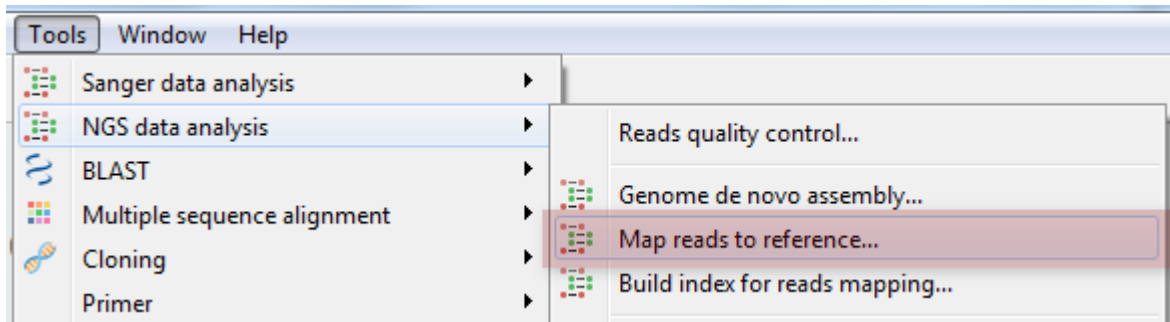 Tools Window Help
Sanger data analysis
NGS data analysis
BLAST
Multiple sequence alignment
Cloning
Primer
Reads quality control...
Genome de novo assembly...
Map reads to reference...
Build index for reads mapping...